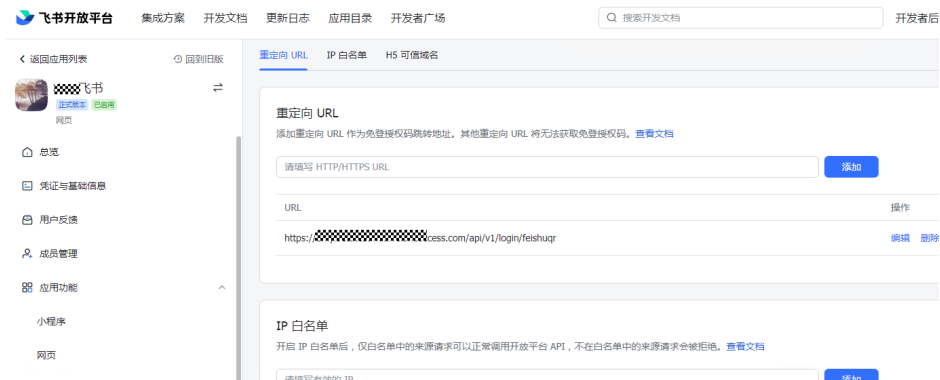 飞书开放平台 集成方案 开发文档 更新日志 应用目录 开发者广场 搜索开发文档 开发者后
返回应用列表 回到旧版
重定向 URL IP 白名单 H5 可信域名
飞书
正式版本 已启用
网页
重定向 URL
添加重定向 URL 作为免登授权码跳转地址。其他重定向 URL 将无法获取免登授权码。查看文档
总览
请填写 HTTP/HTTPS URL 添加
凭证与基础信息
URL 操作
用户反馈
https:/ cess.com/api/v1/login/feishuqr 编辑 删除
成员管理
应用功能
小程序
IP 白名单
开启 IP 白名单后，仅白名单中的来源请求可以正常调用开放平台 API，不在白名单中的来源请求会被拒绝。查看文档
网页
请填写有效的 IP 添加